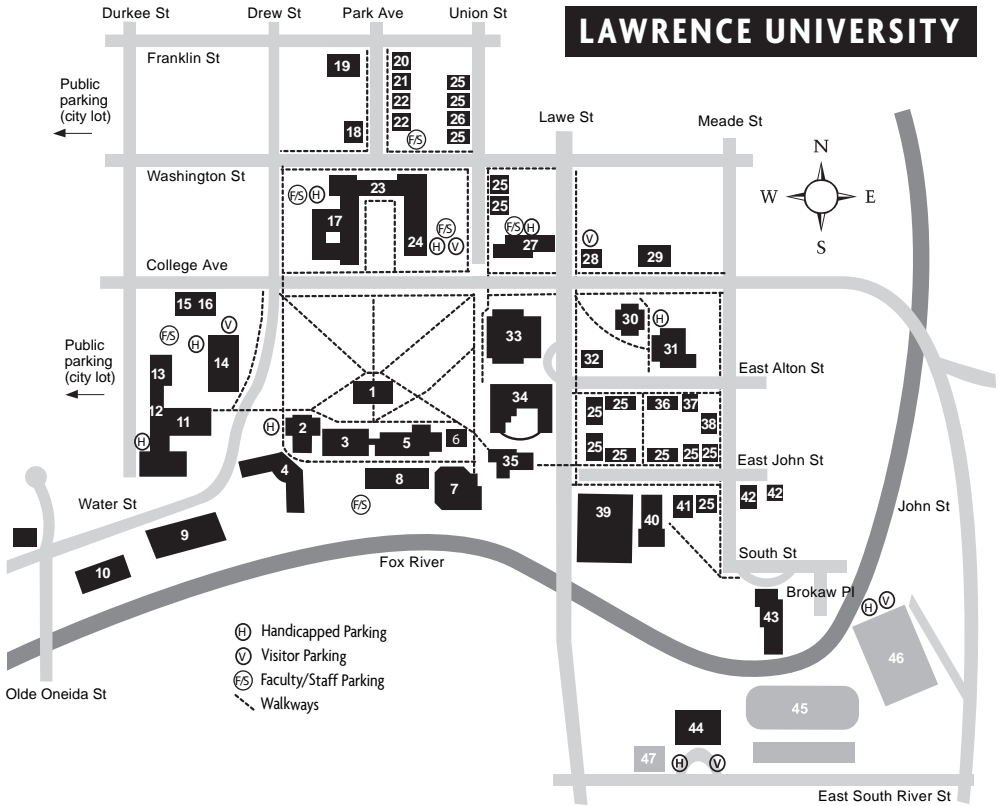 Durkee St
Drew St
Park Ave
Union St
LAWRENCE UNIVERSITY
Franklin St
19
20
21
22
22
25
25
26
25
Public
parking
(city lot)
18
F/S
Lawe St
Meade St
N
W
E
S
Washington St
F/S
H
23
17
24
F/S
H
V
25
25
F/S
H
27
V
28
29
College Ave
15
16
V
F/S
H
14
13
12
11
H
Public
parking
(city lot)
33
30
H
31
32
East Alton St
1
34
25
25
36
37
38
25
25
25
25
25
H
2
3
5
6
35
East John St
4
8
7
F/S
39
40
41
25
42
42
Water St
9
10
John St
South St
Fox River
Brokaw Pl
43
H
V
46
H
Handicapped Parking
V
Visitor Parking
F/S
Faculty/Staff Parking
Walkways
Olde Oneida St
45
44
47
H
V
East South River St